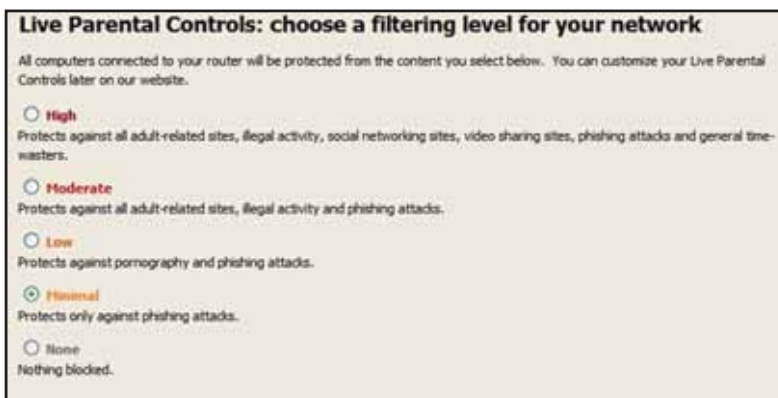 Live Parental Controls: choose a filtering level for your network
All computers connected to your router will be protected from the content you select below. You can customize your Live Parental
Controls later on our website.
High
Protects against all adult-related sites, illegal activity, social networking sites, video sharing sites, phishing attacks and general time-
wasters.
Moderate
Protects against all adult-related sites, illegal activity and phishing attacks.
Low
Protects against pornography and phishing attacks.
Minimal
Protects only against phishing attacks.
None
Nothing blocked.